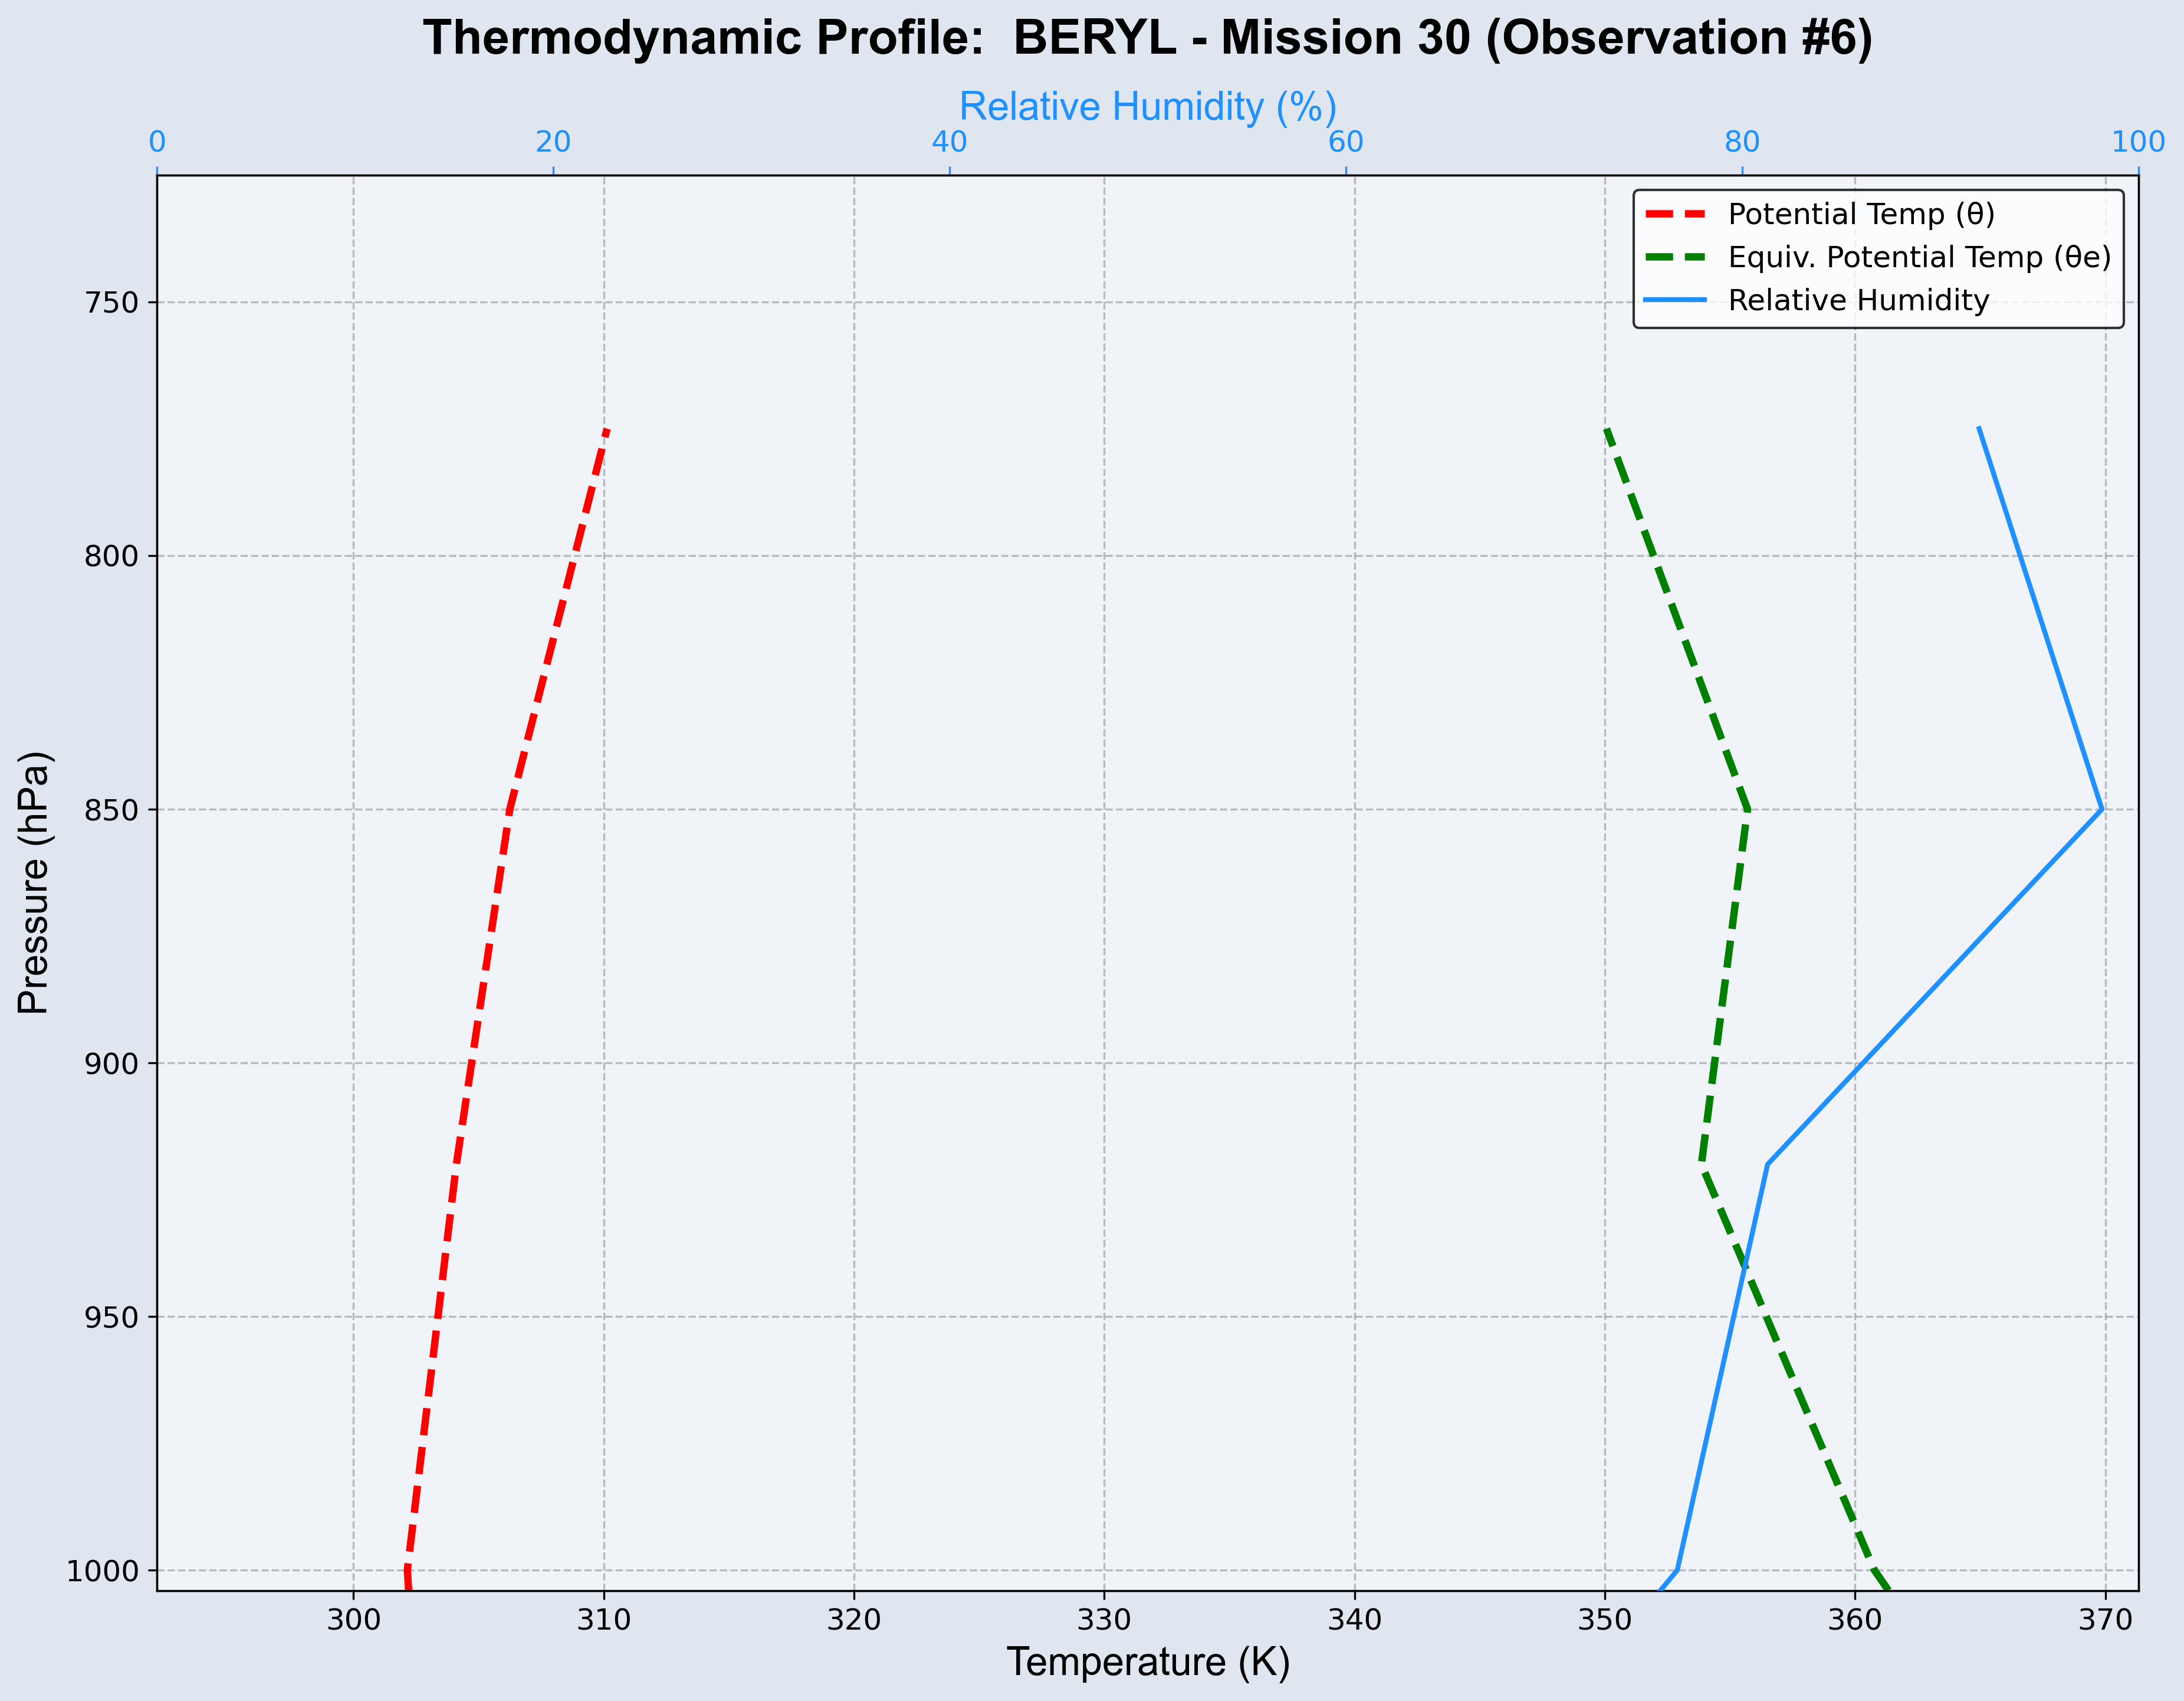 Thermodynamic Profile:  BERYL - Mission 30 (Observation #6)
Relative Humidity (%)
0 20 40 60 80 100
Potential Temp (θ)
Equiv. Potential Temp (θe)
Relative Humidity
750
800
850
900
950
1000
Pressure (hPa)
300 310 320 330 340 350 360 370
Temperature (K)